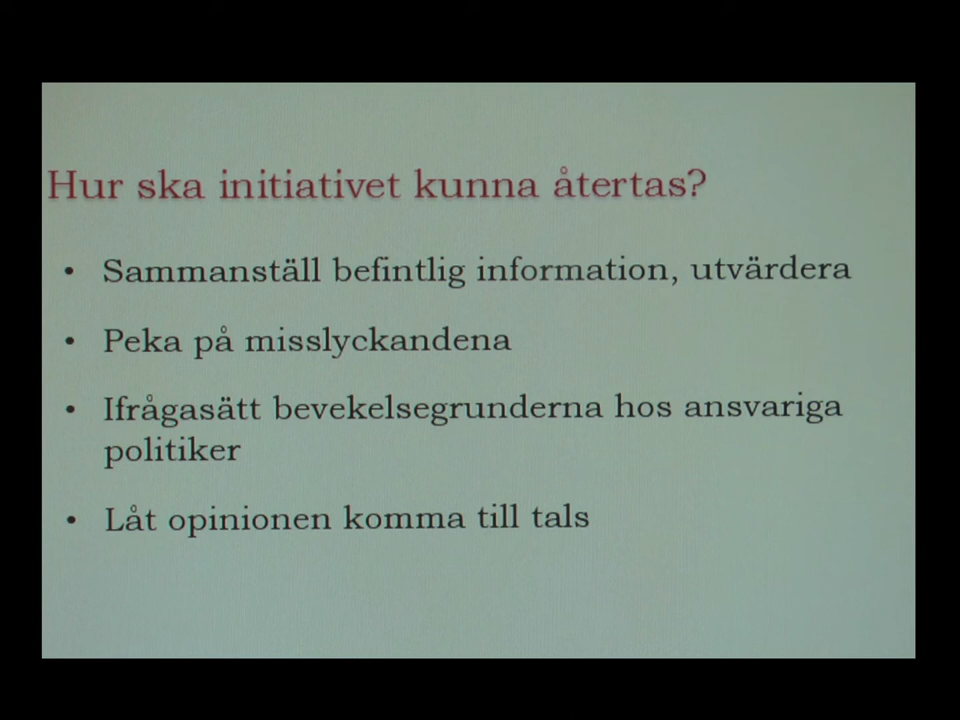 Hur ska initiativet kunna återtas?
• Sammanställ befintlig information, utvärdera
• Peka på misslyckandena
• Ifrågasätt bevekelsegrunderna hos ansvariga
politiker
• Låt opinionen komma till tals